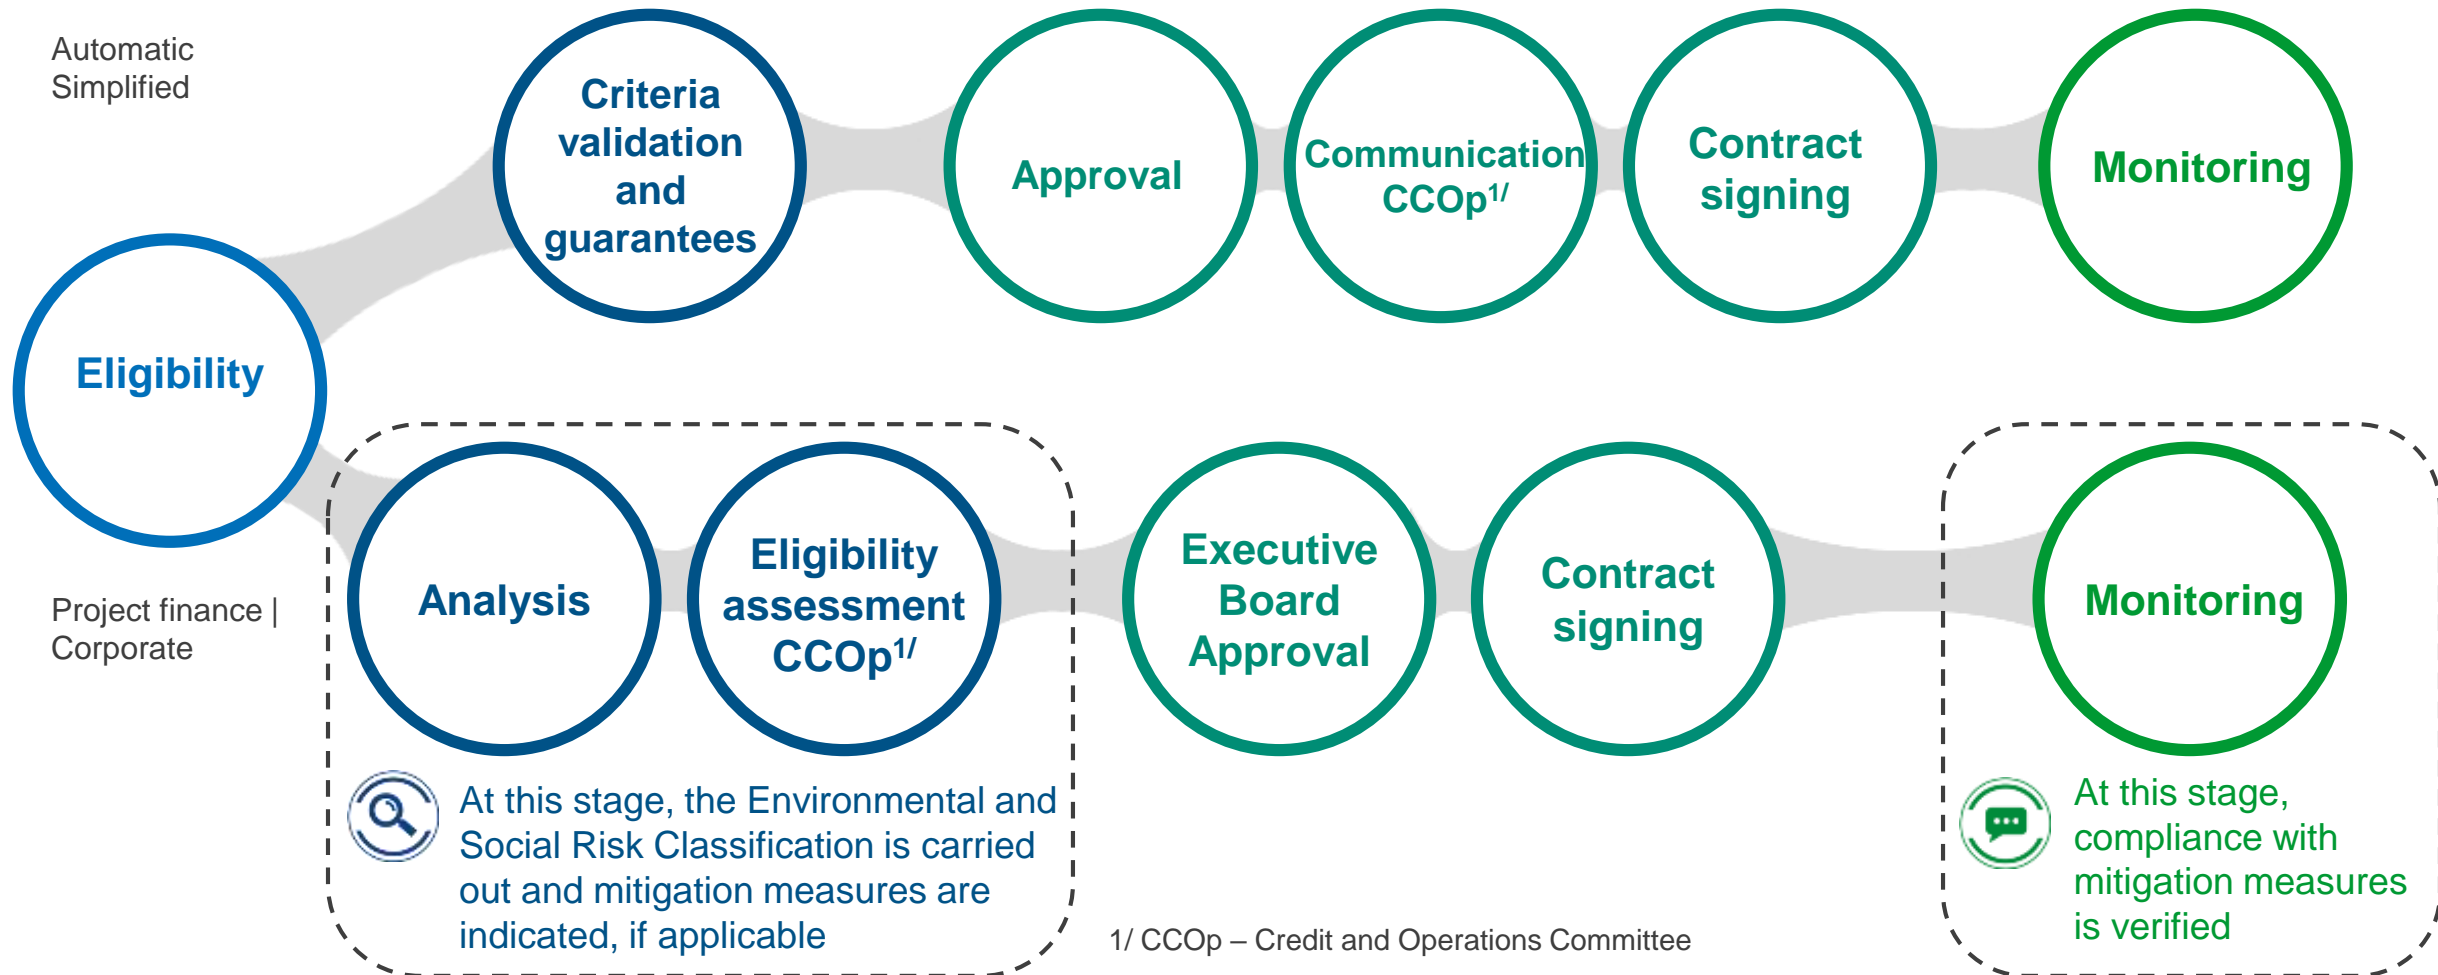 Automatic
Simplified
Criteria
validation
and
guarantees
Approval
Communication
CCOp1/
Contract
signing
Monitoring
Eligibility
Project finance |
Corporate
Analysis
Eligibility
assessment
CCOp1/
Executive
Board
Approval
Contract
signing
Monitoring
At this stage, the Environmental and
Social Risk Classification is carried
out and mitigation measures are
indicated, if applicable
At this stage,
compliance with
mitigation measures
is verified
1/ CCOp – Credit and Operations Committee